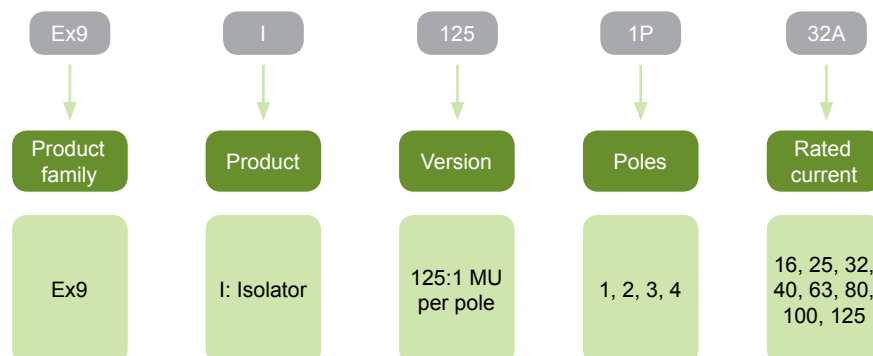 Ex9
I
125
1P
32A
Product
family
Product
Version
Poles
Rated
current
Ex9
I: Isolator
125:1 MU
per pole
1, 2, 3, 4
16, 25, 32,
40, 63, 80,
100, 125